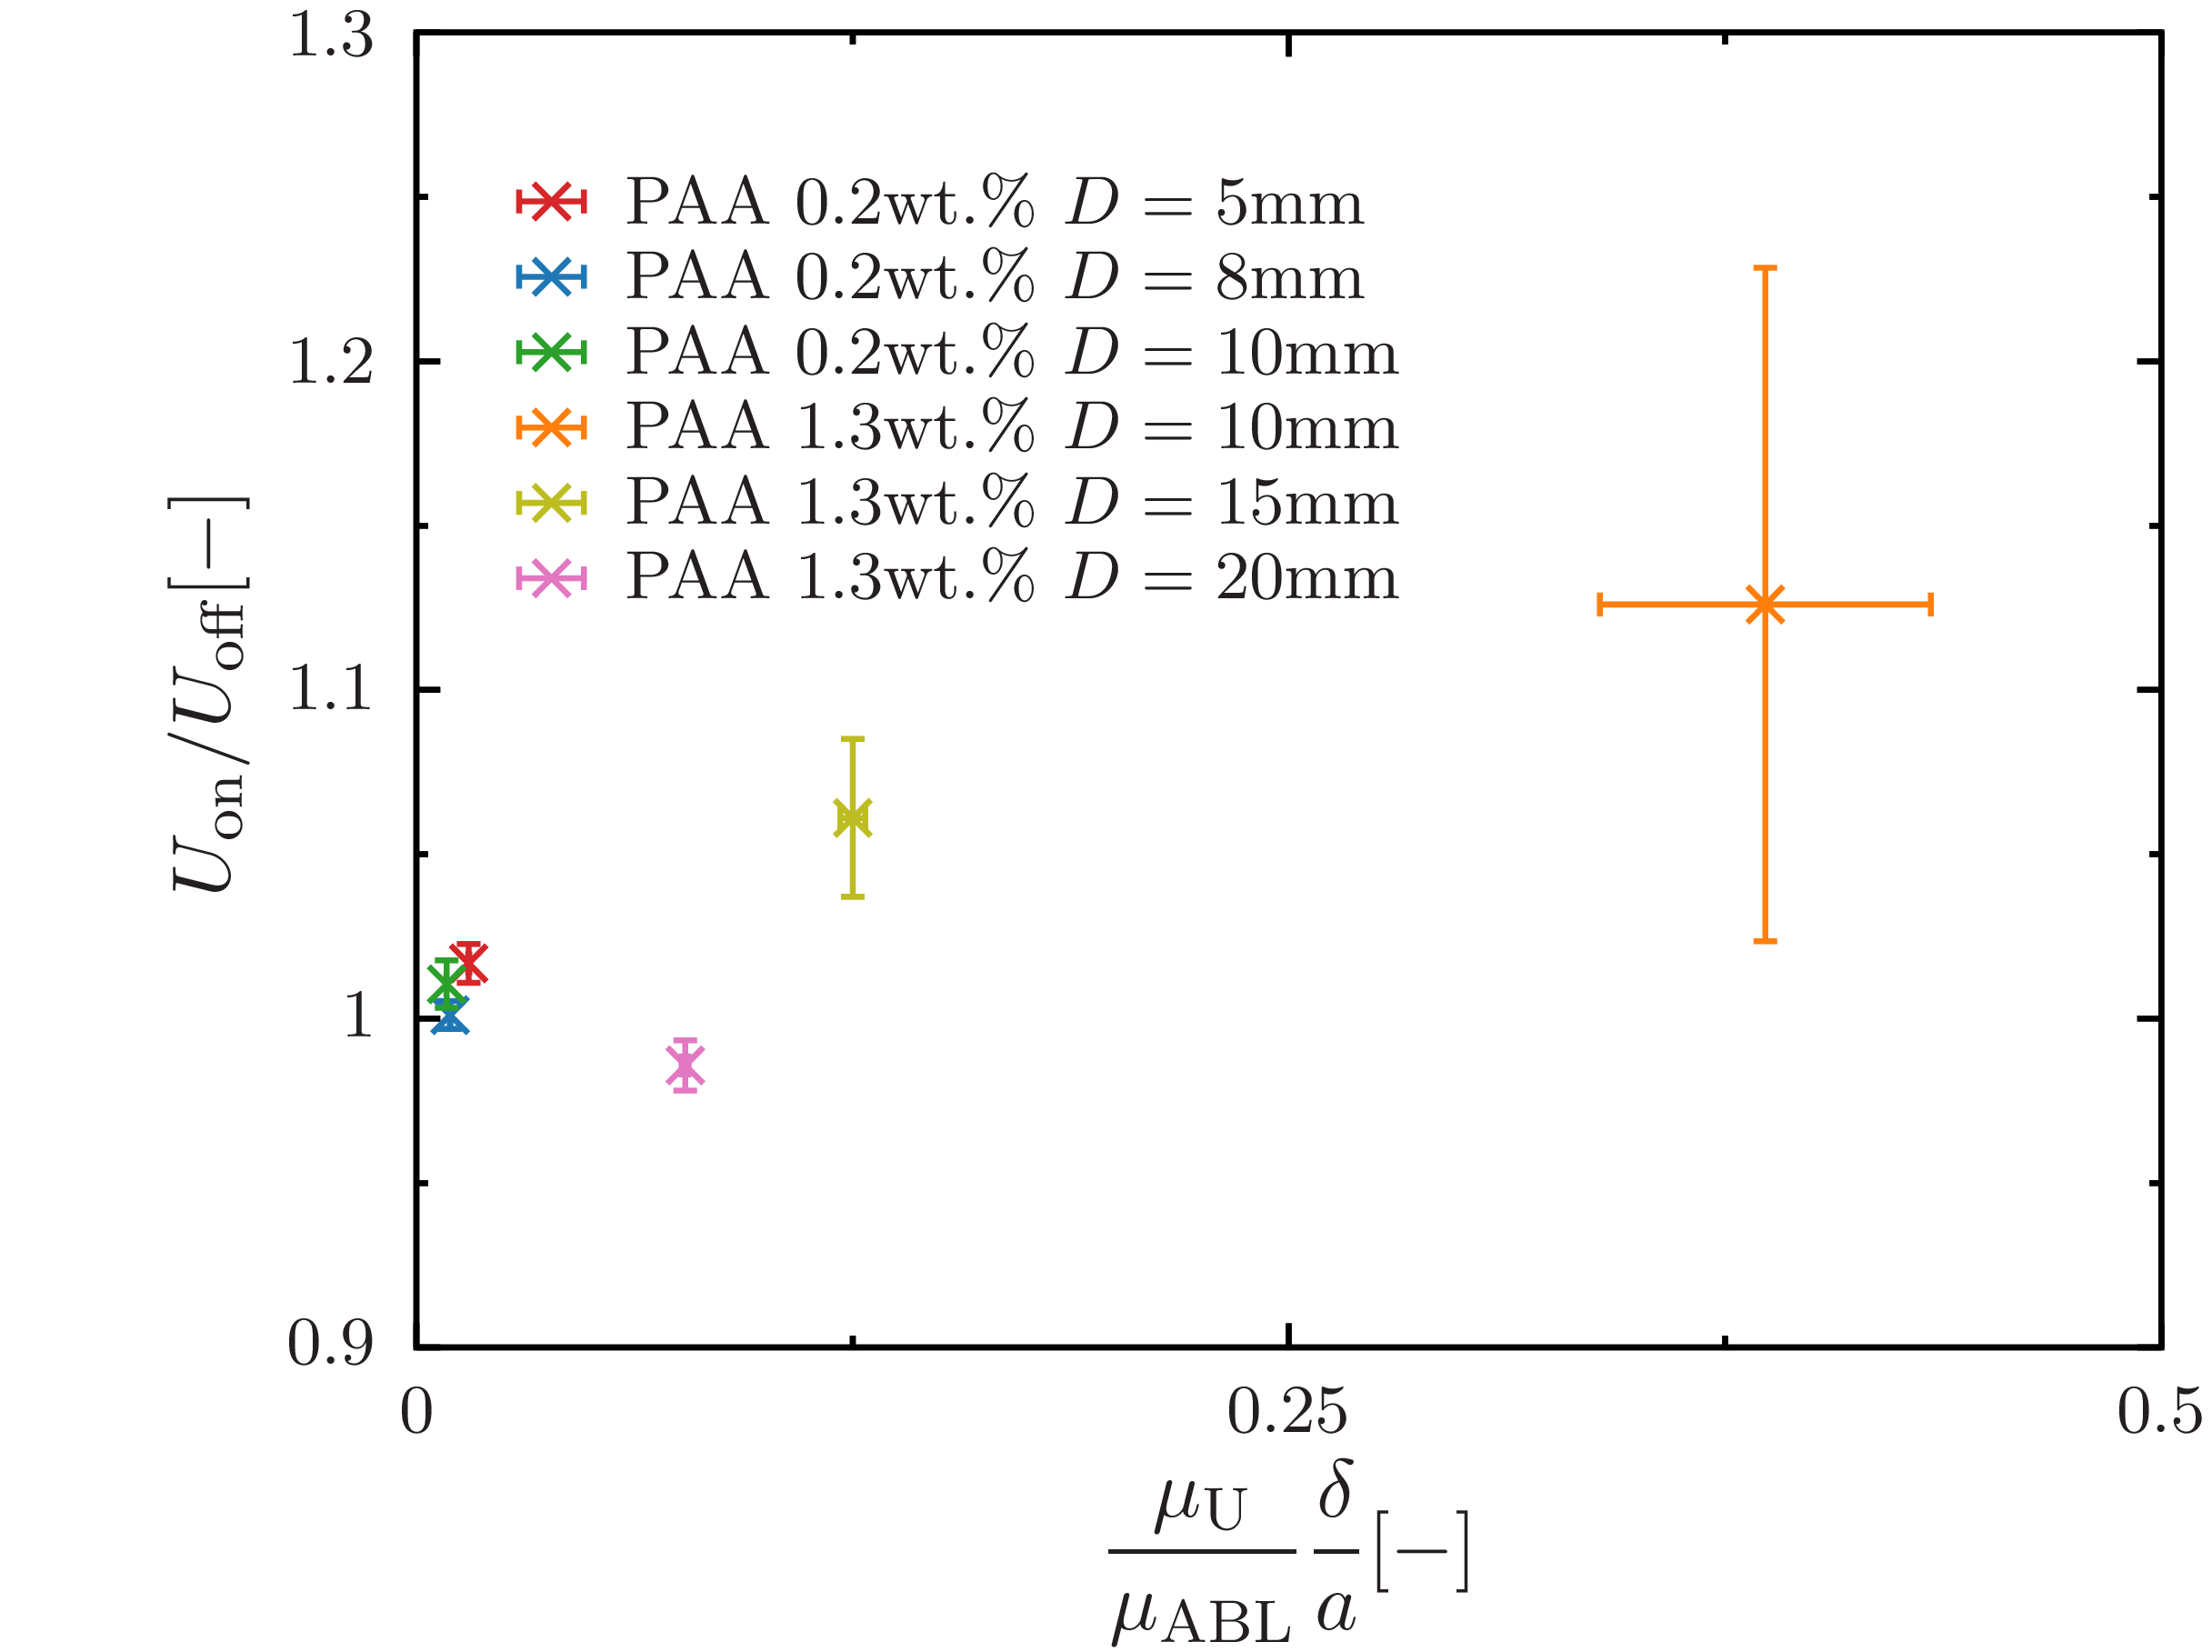 1.3
1.2
1.1
1
0.9
U_on/U_off[−]
PAA 0.2wt.% D = 5mm
PAA 0.2wt.% D = 8mm
PAA 0.2wt.% D = 10mm
PAA 1.3wt.% D = 10mm
PAA 1.3wt.% D = 15mm
PAA 1.3wt.% D = 20mm
0 0.25 0.5
μ_U δ
μ_ABL a [−]